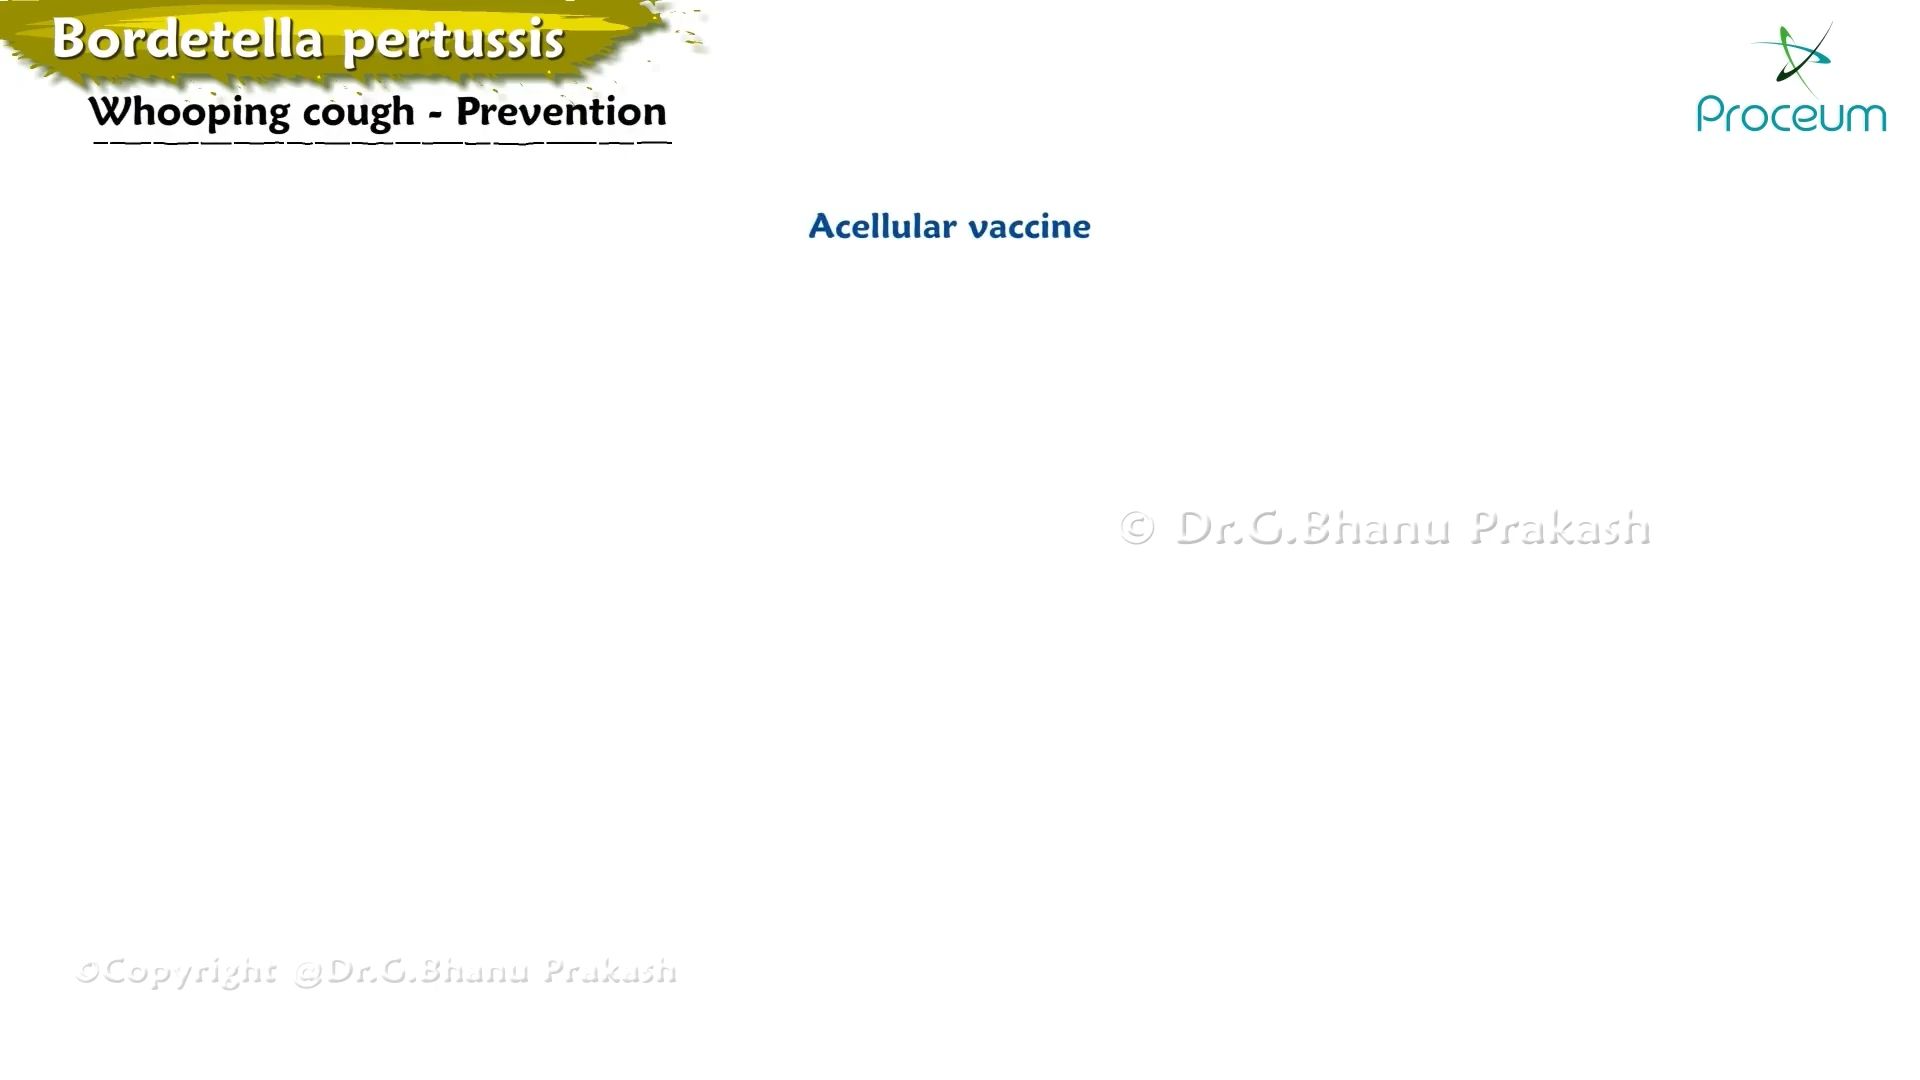 Bordetella pertussis
Whooping cough - Prevention
Proceum
Acellular vaccine
© Dr.G.Bhanu Prakash
©Copyright @Dr.G.Bhanu Prakash